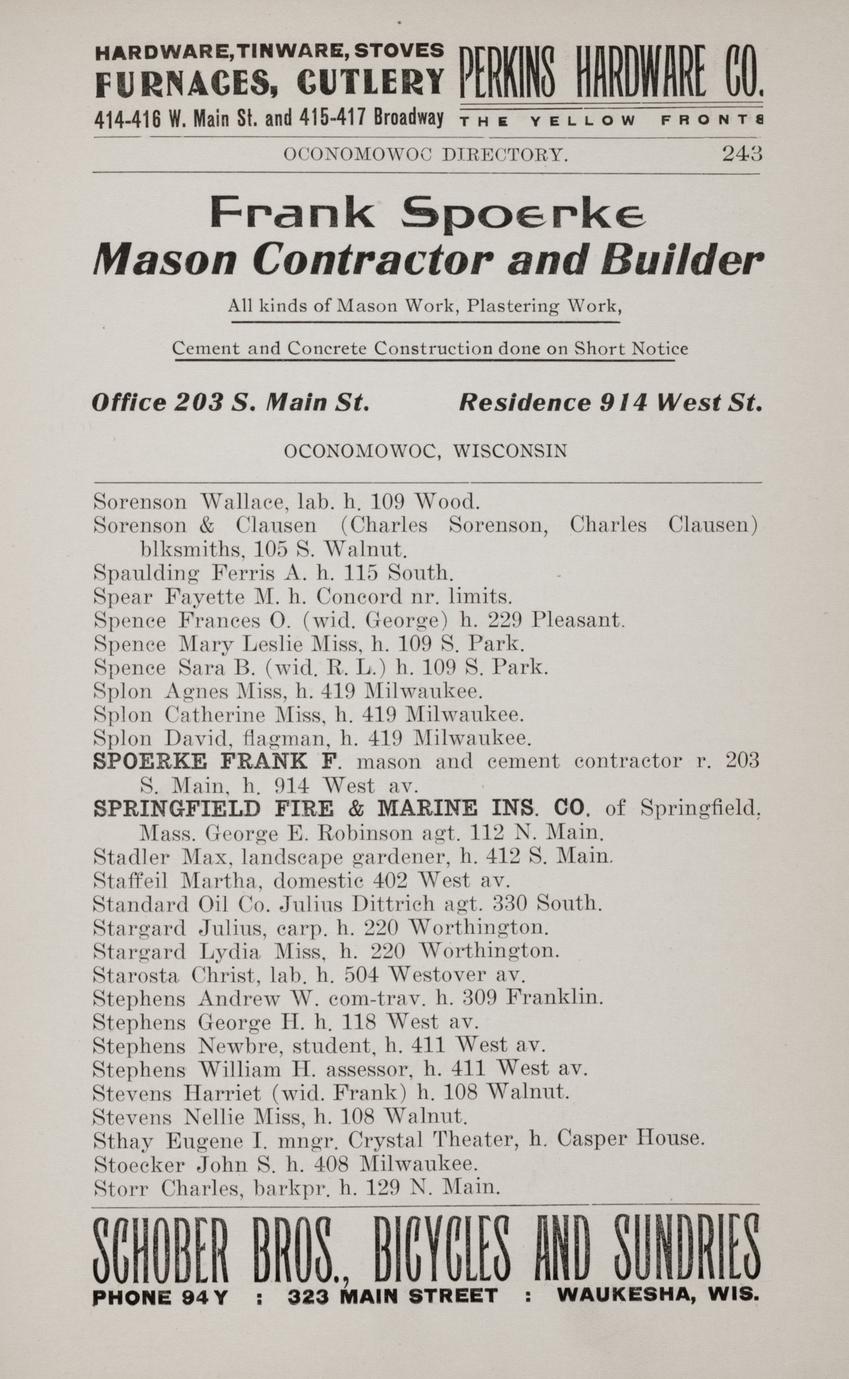 HARDWARE, TINWARE, STOVES
FURNACES, CUTLERY
414-416 W. Main St. and 415-417 Broadway
PERKINS HARDWARE CO.
THE YELLOW FRONTS
OCONOMOWOC DIRECTORY. 243
Frank Spoerke
Mason Contractor and Builder
All kinds of Mason Work, Plastering Work,
Cement and Concrete Construction done on Short Notice
Office 203 S. Main St. Residence 914 West St.
OCONOMOWOC, WISCONSIN
Sorenson Wallace, lab. h. 109 Wood.
Sorenson & Clausen (Charles Sorenson, Charles Clausen)
blksmiths, 105 S. Walnut.
Spaulding Ferris A. h. 115 South.
Spear Fayette M. h. Concord nr. limits.
Spence Frances O. (wid. George) h. 229 Pleasant.
Spence Mary Leslie Miss, h. 109 S. Park.
Spence Sara B. (wid. R. L.) h. 109 S. Park.
Splon Agnes Miss, h. 419 Milwaukee.
Splon Catherine Miss, h. 419 Milwaukee.
Splon David, flagman, h. 419 Milwaukee.
SPOERKE FRANK F. mason and cement contractor r. 203
S. Main, h. 914 West av.
SPRINGFIELD FIRE & MARINE INS. CO. of Springfield,
Mass. George E. Robinson agt. 112 N. Main.
Stadler Max, landscape gardener, h. 412 S. Main.
Staffeil Martha, domestic 402 West av.
Standard Oil Co. Julius Dittrich agt. 330 South.
Stargard Julius, carp. h. 220 Worthington.
Stargard Lydia Miss, h. 220 Worthington.
Starosta Christ, lab. h. 504 Westover av.
Stephens Andrew W. com-trav. h. 309 Franklin.
Stephens George H. h. 118 West av.
Stephens Newbre, student, h. 411 West av.
Stephens William H. assessor, h. 411 West av.
Stevens Harriet (wid. Frank) h. 108 Walnut.
Stevens Nellie Miss, h. 108 Walnut.
Sthay Eugene I. mngr. Crystal Theater, h. Casper House.
Stoecker John S. h. 408 Milwaukee.
Storr Charles, barkpr. h. 129 N. Main.
SCHOBER BROS., BICYCLES AND SUNDRIES
PHONE 94Y : 323 MAIN STREET : WAUKESHA, WIS.